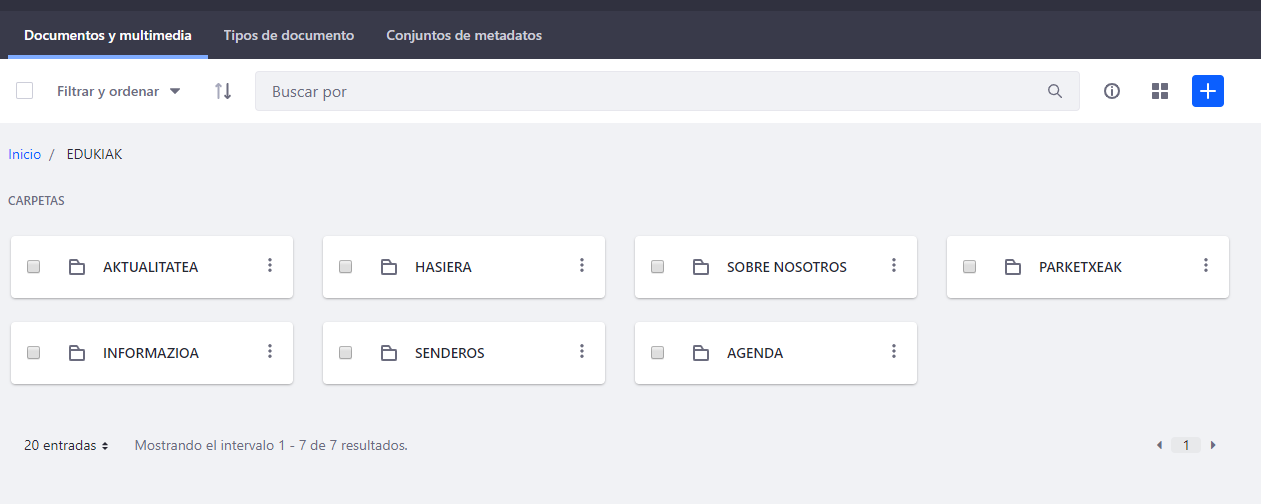 Documentos y multimedia Tipos de documento Conjuntos de metadatos
Filtrar y ordenar Buscar por
Inicio / EDUKIAK
CARPETAS
AKTUALITATEA HASIERA SOBRE NOSOTROS PARKETXEAK
INFORMAZIOA SENDEROS AGENDA
20 entradas Mostrando el intervalo 1 - 7 de 7 resultados. 1